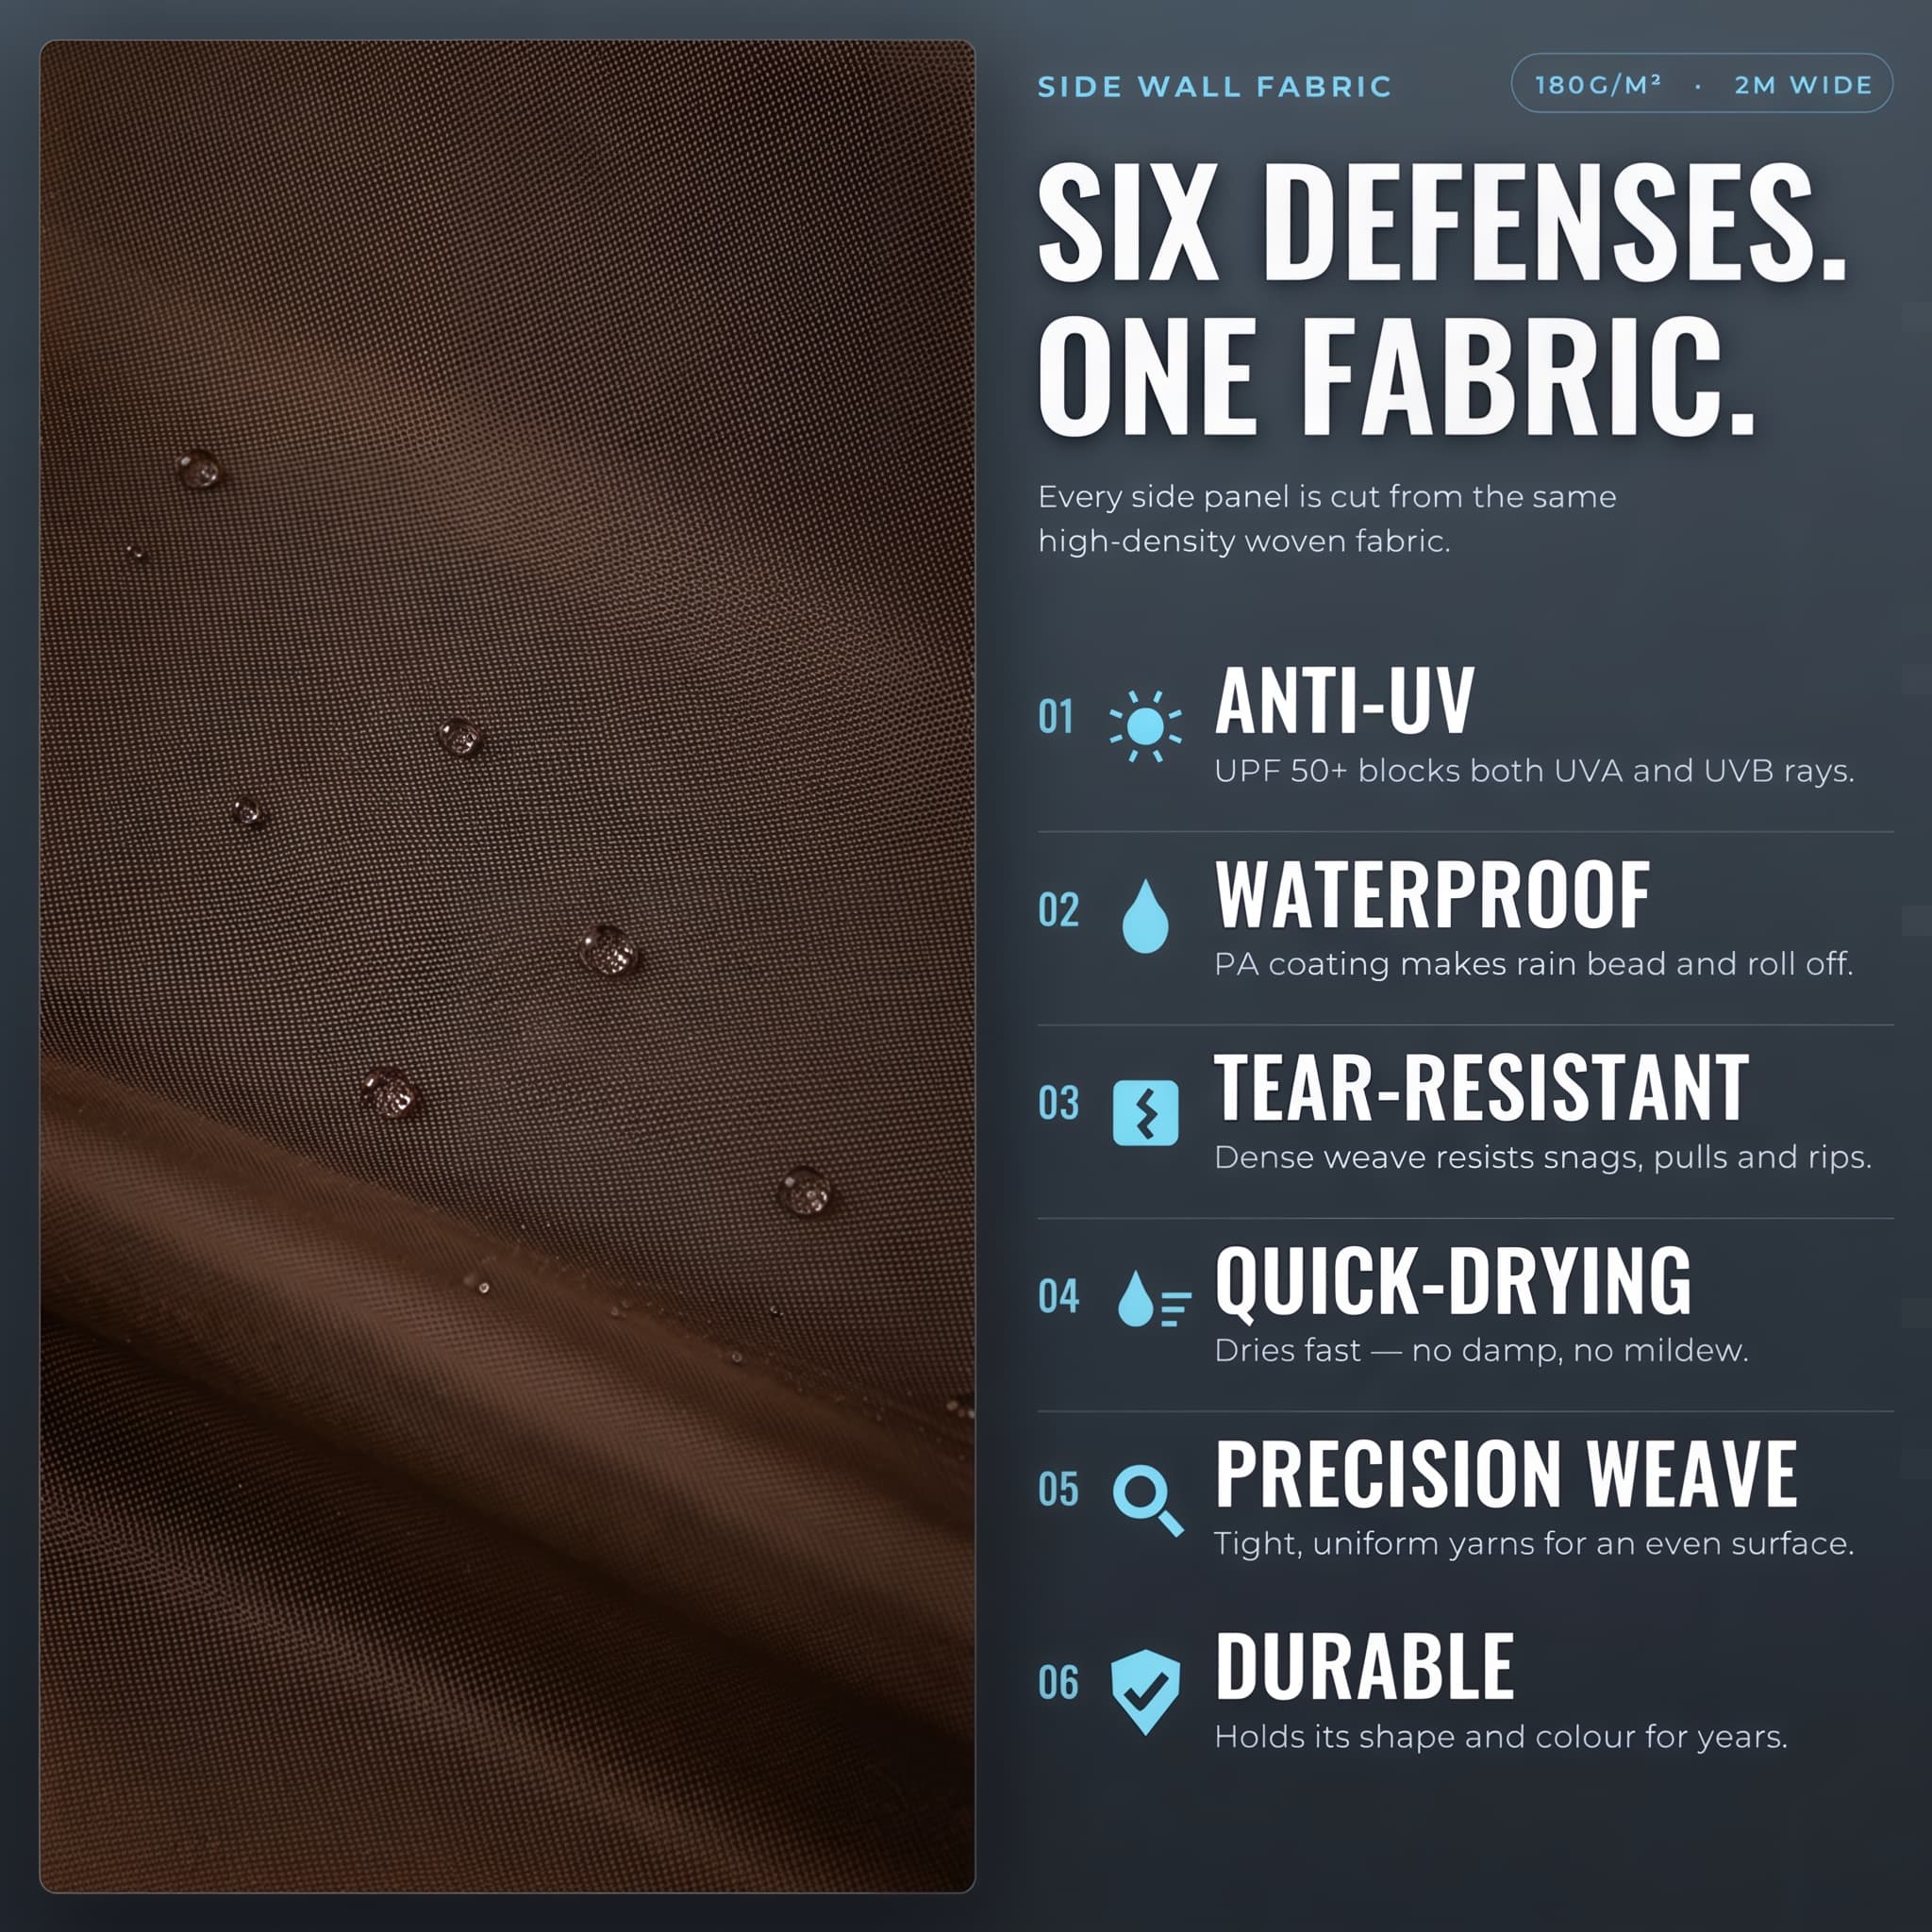 SIDE WALL FABRIC
180G/M² · 2M WIDE
SIX DEFENSES.
ONE FABRIC.
Every side panel is cut from the same
high-density woven fabric.
01
ANTI-UV
UPF 50+ blocks both UVA and UVB rays.
02
WATERPROOF
PA coating makes rain bead and roll off.
03
TEAR-RESISTANT
Dense weave resists snags, pulls and rips.
04
QUICK-DRYING
Dries fast — no damp, no mildew.
05
PRECISION WEAVE
Tight, uniform yarns for an even surface.
06
DURABLE
Holds its shape and colour for years.